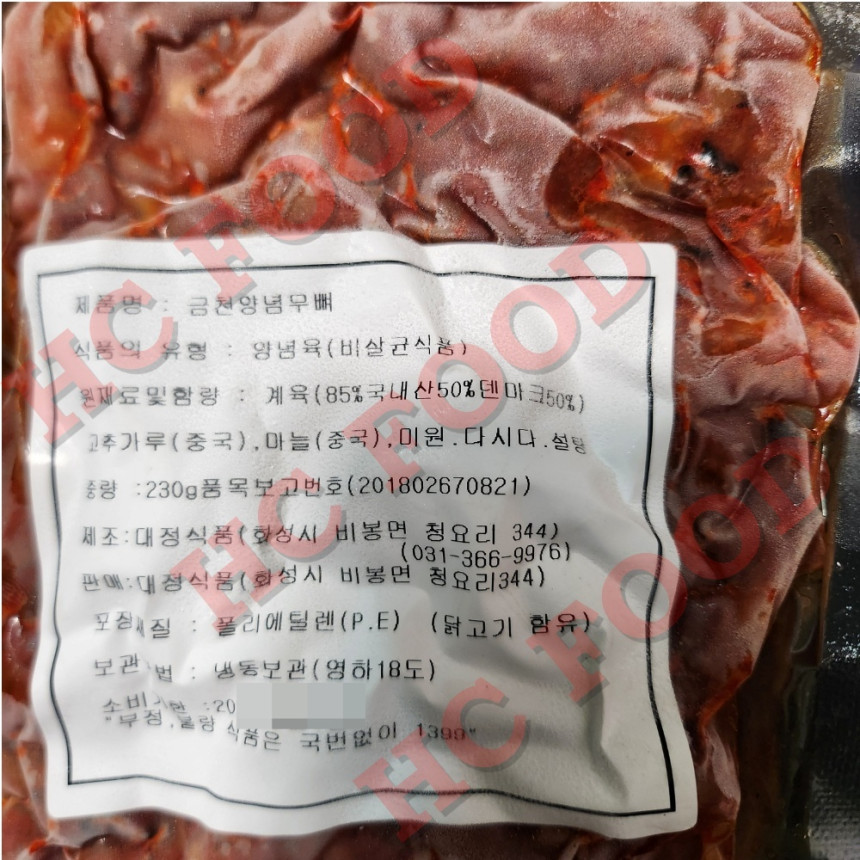 제품명 : 금천양념무뼈
식품의 유형 : 양념육(비살균식품)
원재료및함량 : 계육(85%국내산50%덴마크50%)
고추가루(중국),마늘(중국),미원.다시다.설탕
중량 :230g품목보고번호(201802670821)
제조:대정식품(화성시 비봉면 청요리 344)
(031-366-9976)
판매:대정식품(화성시 비봉면 청요리344)
포장 질 : 폴리에틸렌(P.E) (닭고기 함유)
보관 법 : 냉동보관(영하18도)
소비 한 :20
"부정,불량 식품은 국번없이 1399"
HC FOOD
HC FOOD
HC FOOD
HC FOOD